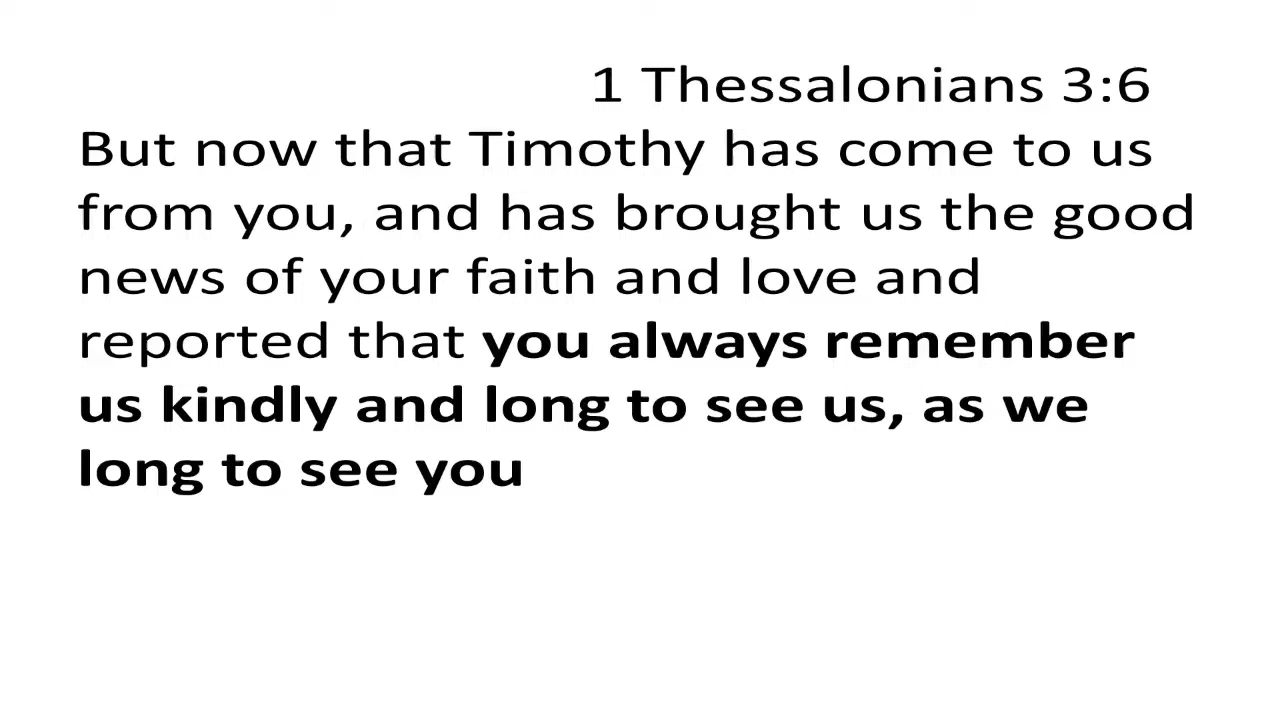 1 Thessalonians 3:6
But now that Timothy has come to us
from you, and has brought us the good
news of your faith and love and
reported that you always remember
us kindly and long to see us, as we
long to see you